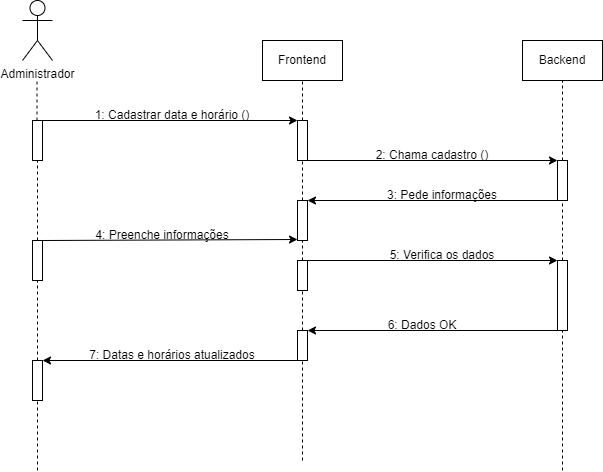 Administrador
Frontend
Backend
1: Cadastrar data e horário ()
2: Chama cadastro ()
3: Pede informações
4: Preenche informações
5: Verifica os dados
6: Dados OK
7: Datas e horários atualizados